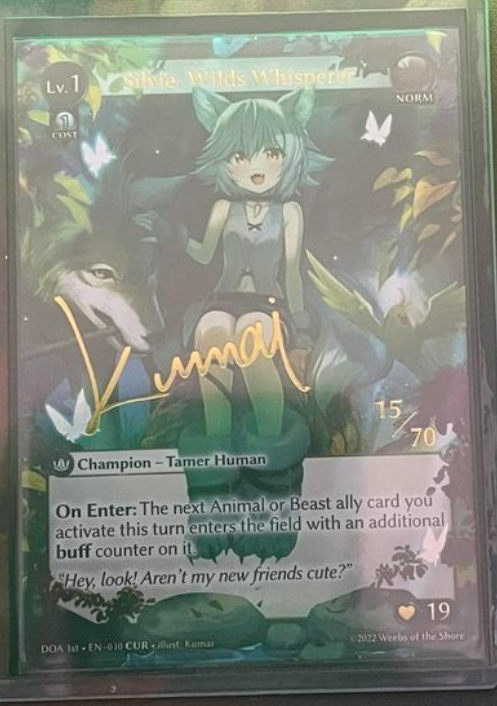 Lv. 1
Silvie, Wilds Whisperer
NORM
1
COST
Kumai
15/70
Champion – Tamer Human
On Enter: The next Animal or Beast ally card you
activate this turn enters the field with an additional
buff counter on it.
"Hey, look! Aren't my new friends cute?"
19
DOA 1st • EN-010 CUR • illust. Kumai
©2022 Weebs of the Shore